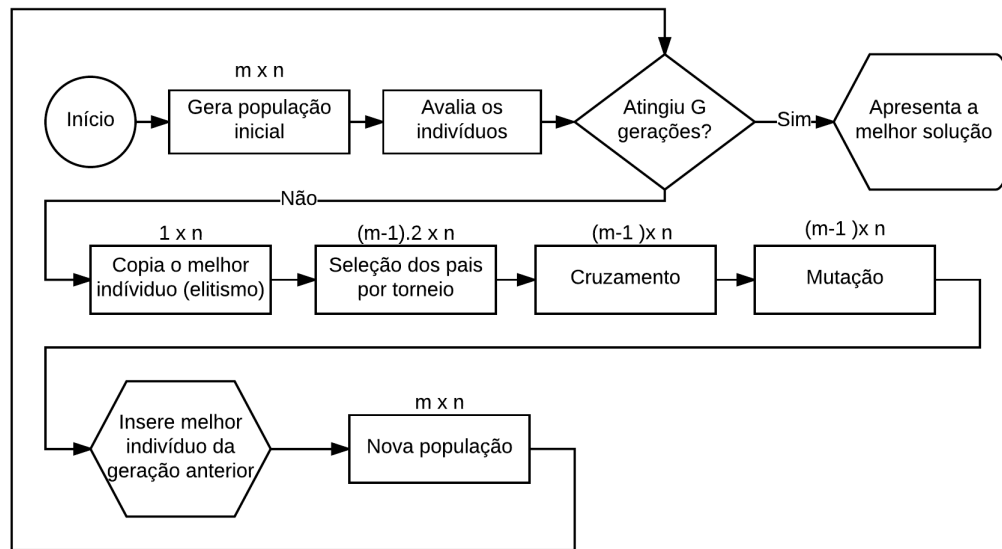 m x n
Início
Gera população
inicial
Avalia os
indivíduos
Atingiu G
gerações?
Sim
Apresenta a
melhor solução
Não
1 x n
Copia o melhor
indíviduo (elitismo)
(m-1).2 x n
Seleção dos pais
por torneio
(m-1 )x n
Cruzamento
(m-1 )x n
Mutação
Insere melhor
indivíduo da
geração anterior
m x n
Nova população